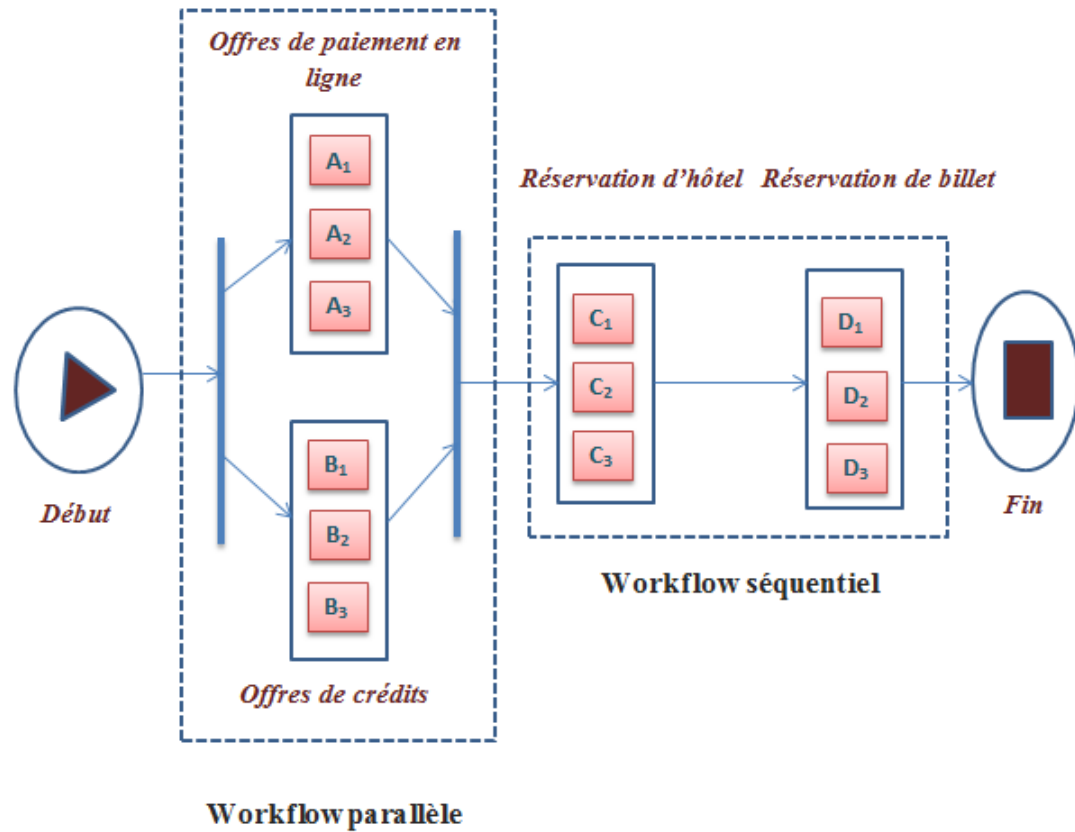 Offres de paiement en
ligne
A1
A2
A3
Réservation d'hôtel
Réservation de billet
C1
C2
C3
D1
D2
D3
Début
B1
B2
B3
Fin
Workflow séquentiel
Offres de crédits
Workflow parallèle